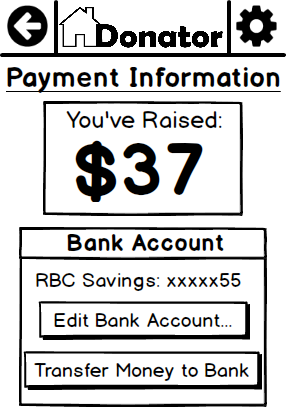 Donator
Payment Information
You've Raised:
$37
Bank Account
RBC Savings: xxxxx55
Edit Bank Account...
Transfer Money to Bank